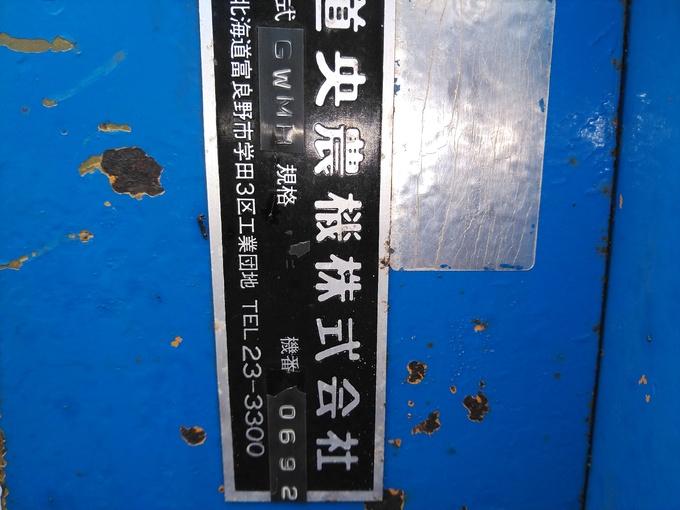 道央農機株式会社
式 GWM 規格 機番 0692
北海道富良野市学田3区工業団地 TEL 23-3300